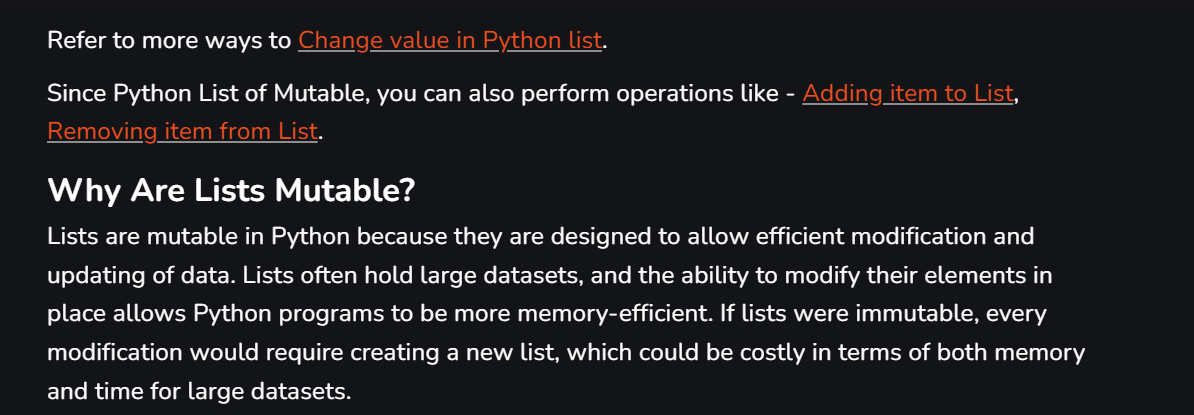 Refer to more ways to Change value in Python list.
Since Python List of Mutable, you can also perform operations like - Adding item to List,
Removing item from List.
Why Are Lists Mutable?
Lists are mutable in Python because they are designed to allow efficient modification and
updating of data. Lists often hold large datasets, and the ability to modify their elements in
place allows Python programs to be more memory-efficient. If lists were immutable, every
modification would require creating a new list, which could be costly in terms of both memory
and time for large datasets.